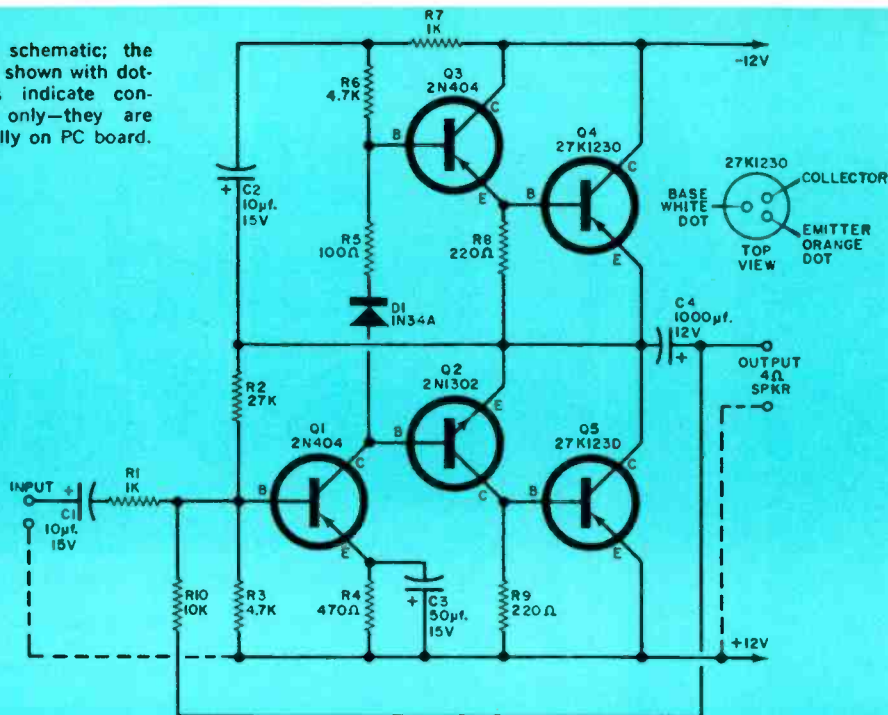 schematic; the
shown with dot-
indicate con-
only—they are
lly on PC board.
R7
1K
-12V
R6
4.7K
Q3
2N404
C
B
E
Q4
27K1230
C
B
E
27K1230
COLLECTOR
BASE
WHITE
DOT
EMITTER
ORANGE
DOT
TOP
VIEW
+
C2
10µf.
15V
R5
100Ω
R8
220Ω
D1
1N34A
C4
1000µf.
12V
+
OUTPUT
4Ω
SPKR
R2
27K
Q2
2N1302
E
B
C
Q1
2N404
C
B
E
Q5
27K123D
C
B
E
INPUT
+
C1
10µf.
15V
R1
1K
R10
10K
R3
4.7K
R4
470Ω
+
C3
50µf.
15V
R9
220Ω
+12V